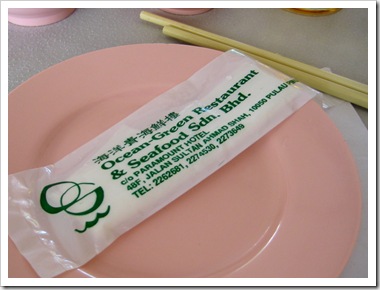 海洋青海鮮樓
Ocean-Green Restaurant
& Seafood Sdn. Bhd.
c/o PARAMOUNT HOTEL
48F, JALAN SULTAN AHMAD SHAH, 10050 PULAU
TEL: 2262681, 2274530, 2273649